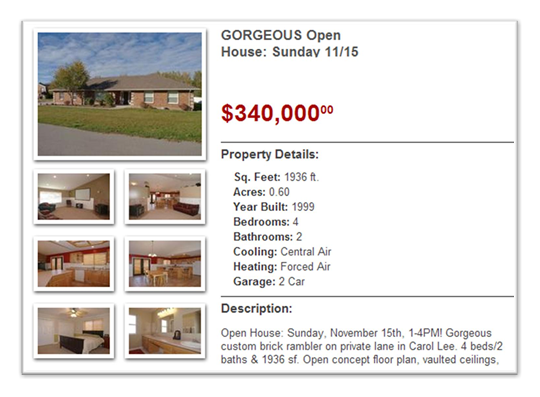 GORGEOUS Open
House: Sunday 11/15
$340,000⁰⁰
Property Details:
Sq. Feet: 1936 ft.
Acres: 0.60
Year Built: 1999
Bedrooms: 4
Bathrooms: 2
Cooling: Central Air
Heating: Forced Air
Garage: 2 Car
Description:
Open House: Sunday, November 15th, 1-4PM! Gorgeous
custom brick rambler on private lane in Carol Lee. 4 beds/2
baths & 1936 sf. Open concept floor plan, vaulted ceilings,